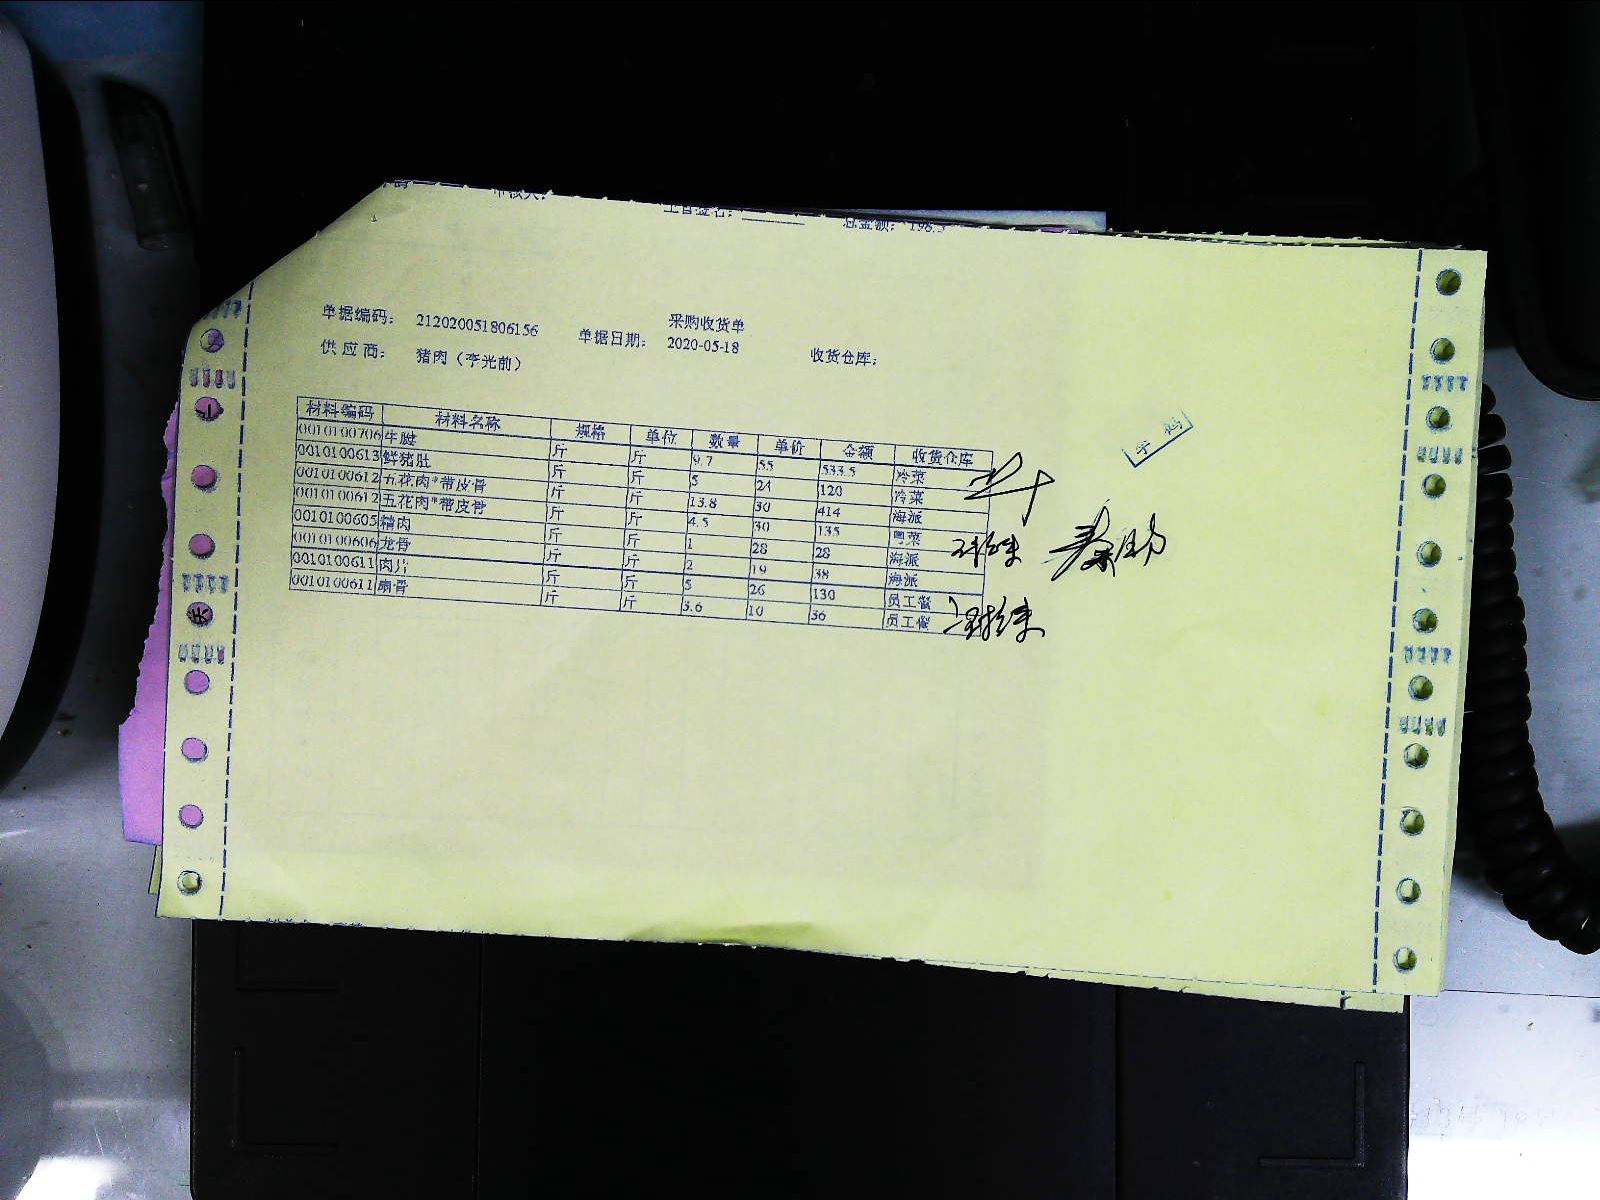 总金额: 198.5
采购收货单
单据编码: 212020051806156 单据日期: 2020-05-18 收货仓库:
供应商: 猪肉（李光前）
材料编码 材料名称 规格 单位 数量 单价 金额 收货仓库
0010100706 牛腱 斤 斤 9.7 55 533.5 冷菜
0010100613 鲜猪肚 斤 斤 5 24 120 冷菜
0010100612 五花肉*带皮骨 斤 斤 13.8 30 414 海派
0010100612 五花肉*带皮骨 斤 斤 4.5 30 135 粤菜
0010100605 精肉 斤 斤 1 28 28 海派
0010100606 龙骨 斤 斤 2 19 38 海派
0010100611 肉片 斤 斤 5 26 130 员工餐
0010100611 扇骨 斤 斤 3.6 10 36 员工餐